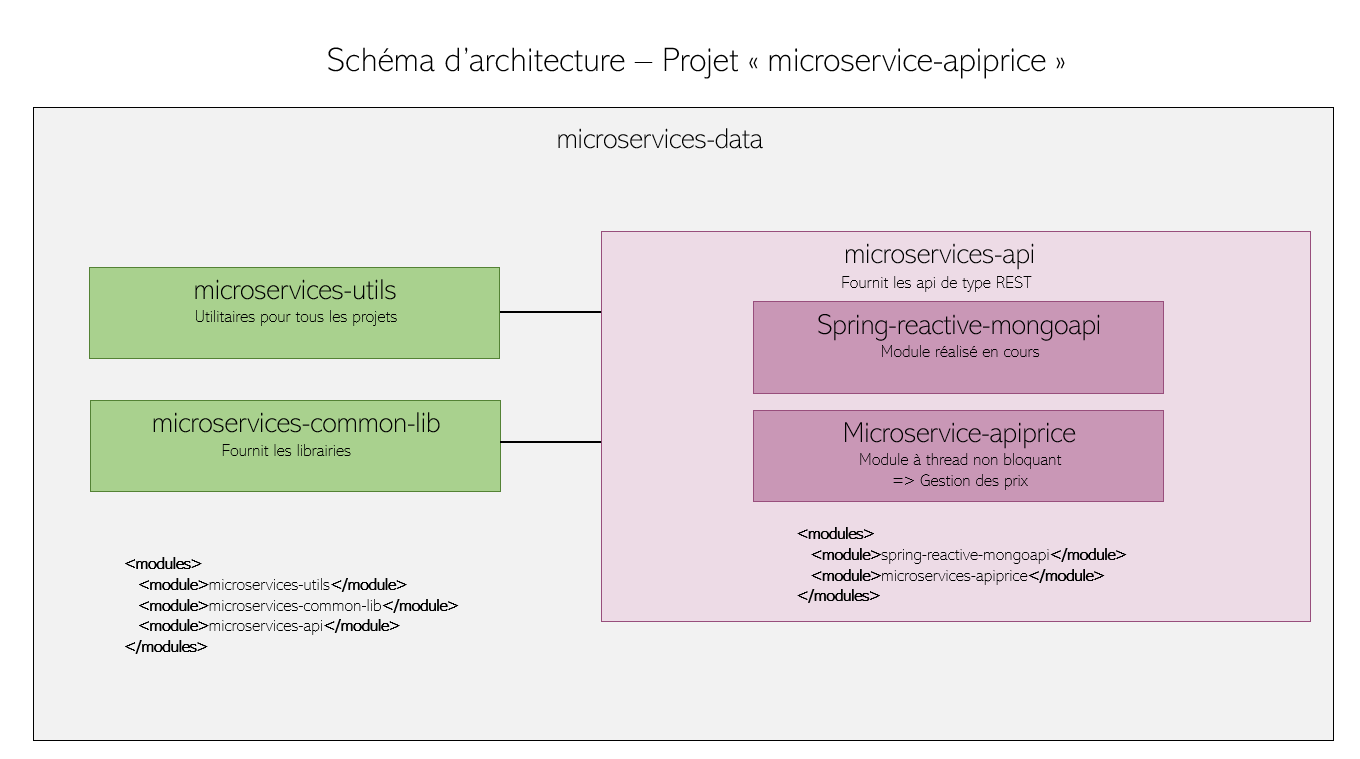 Schéma d’architecture – Projet « microservice-apiprice »
microservices-data
microservices-utils
Utilitaires pour tous les projets
microservices-common-lib
Fournit les librairies
<modules>
<module>microservices-utils</module>
<module>microservices-common-lib</module>
<module>microservices-api</module>
</modules>
microservices-api
Fournit les api de type REST
Spring-reactive-mongoapi
Module réalisé en cours
Microservice-apiprice
Module à thread non bloquant
=> Gestion des prix
<modules>
<module>spring-reactive-mongoapi</module>
<module>microservices-apiprice</module>
</modules>